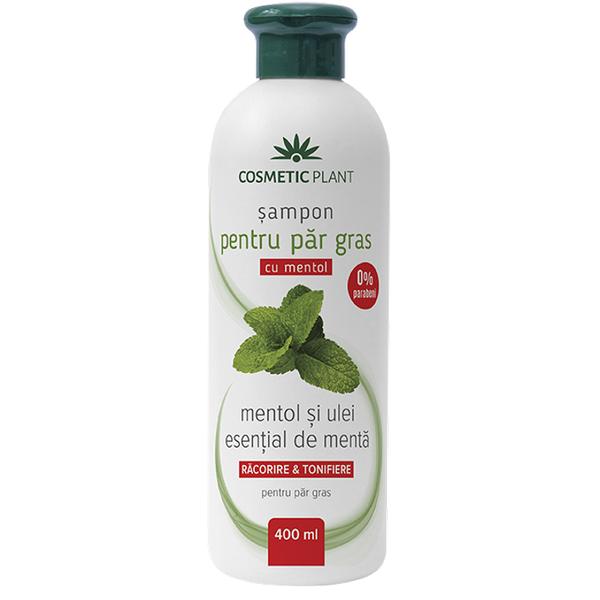 COSMETIC PLANT
șampon
pentru păr gras
cu mentol
0%
parabeni
mentol și ulei
esențial de mentă
RĂCORIRE & TONIFIERE
pentru păr gras
400 ml